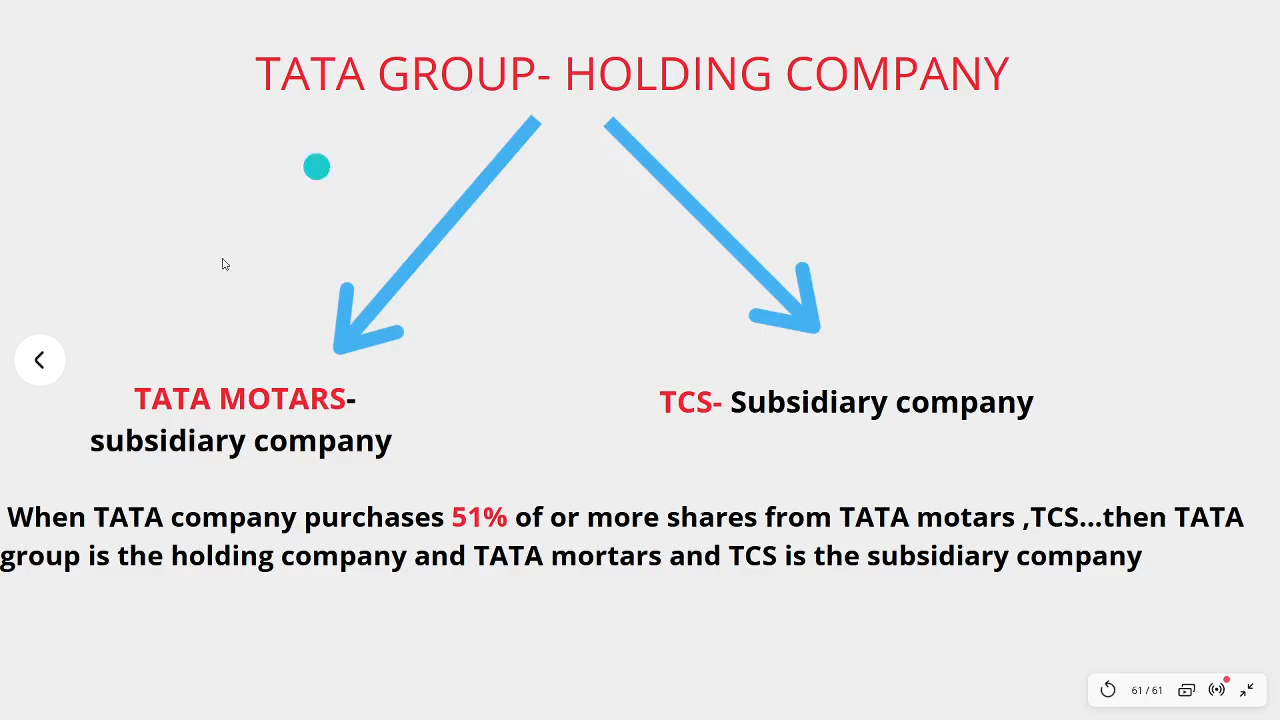 TATA GROUP- HOLDING COMPANY
TATA MOTARS-
subsidiary company
TCS- Subsidiary company
When TATA company purchases 51% of or more shares from TATA motars ,TCS...then TATA
group is the holding company and TATA mortars and TCS is the subsidiary company
61 / 61